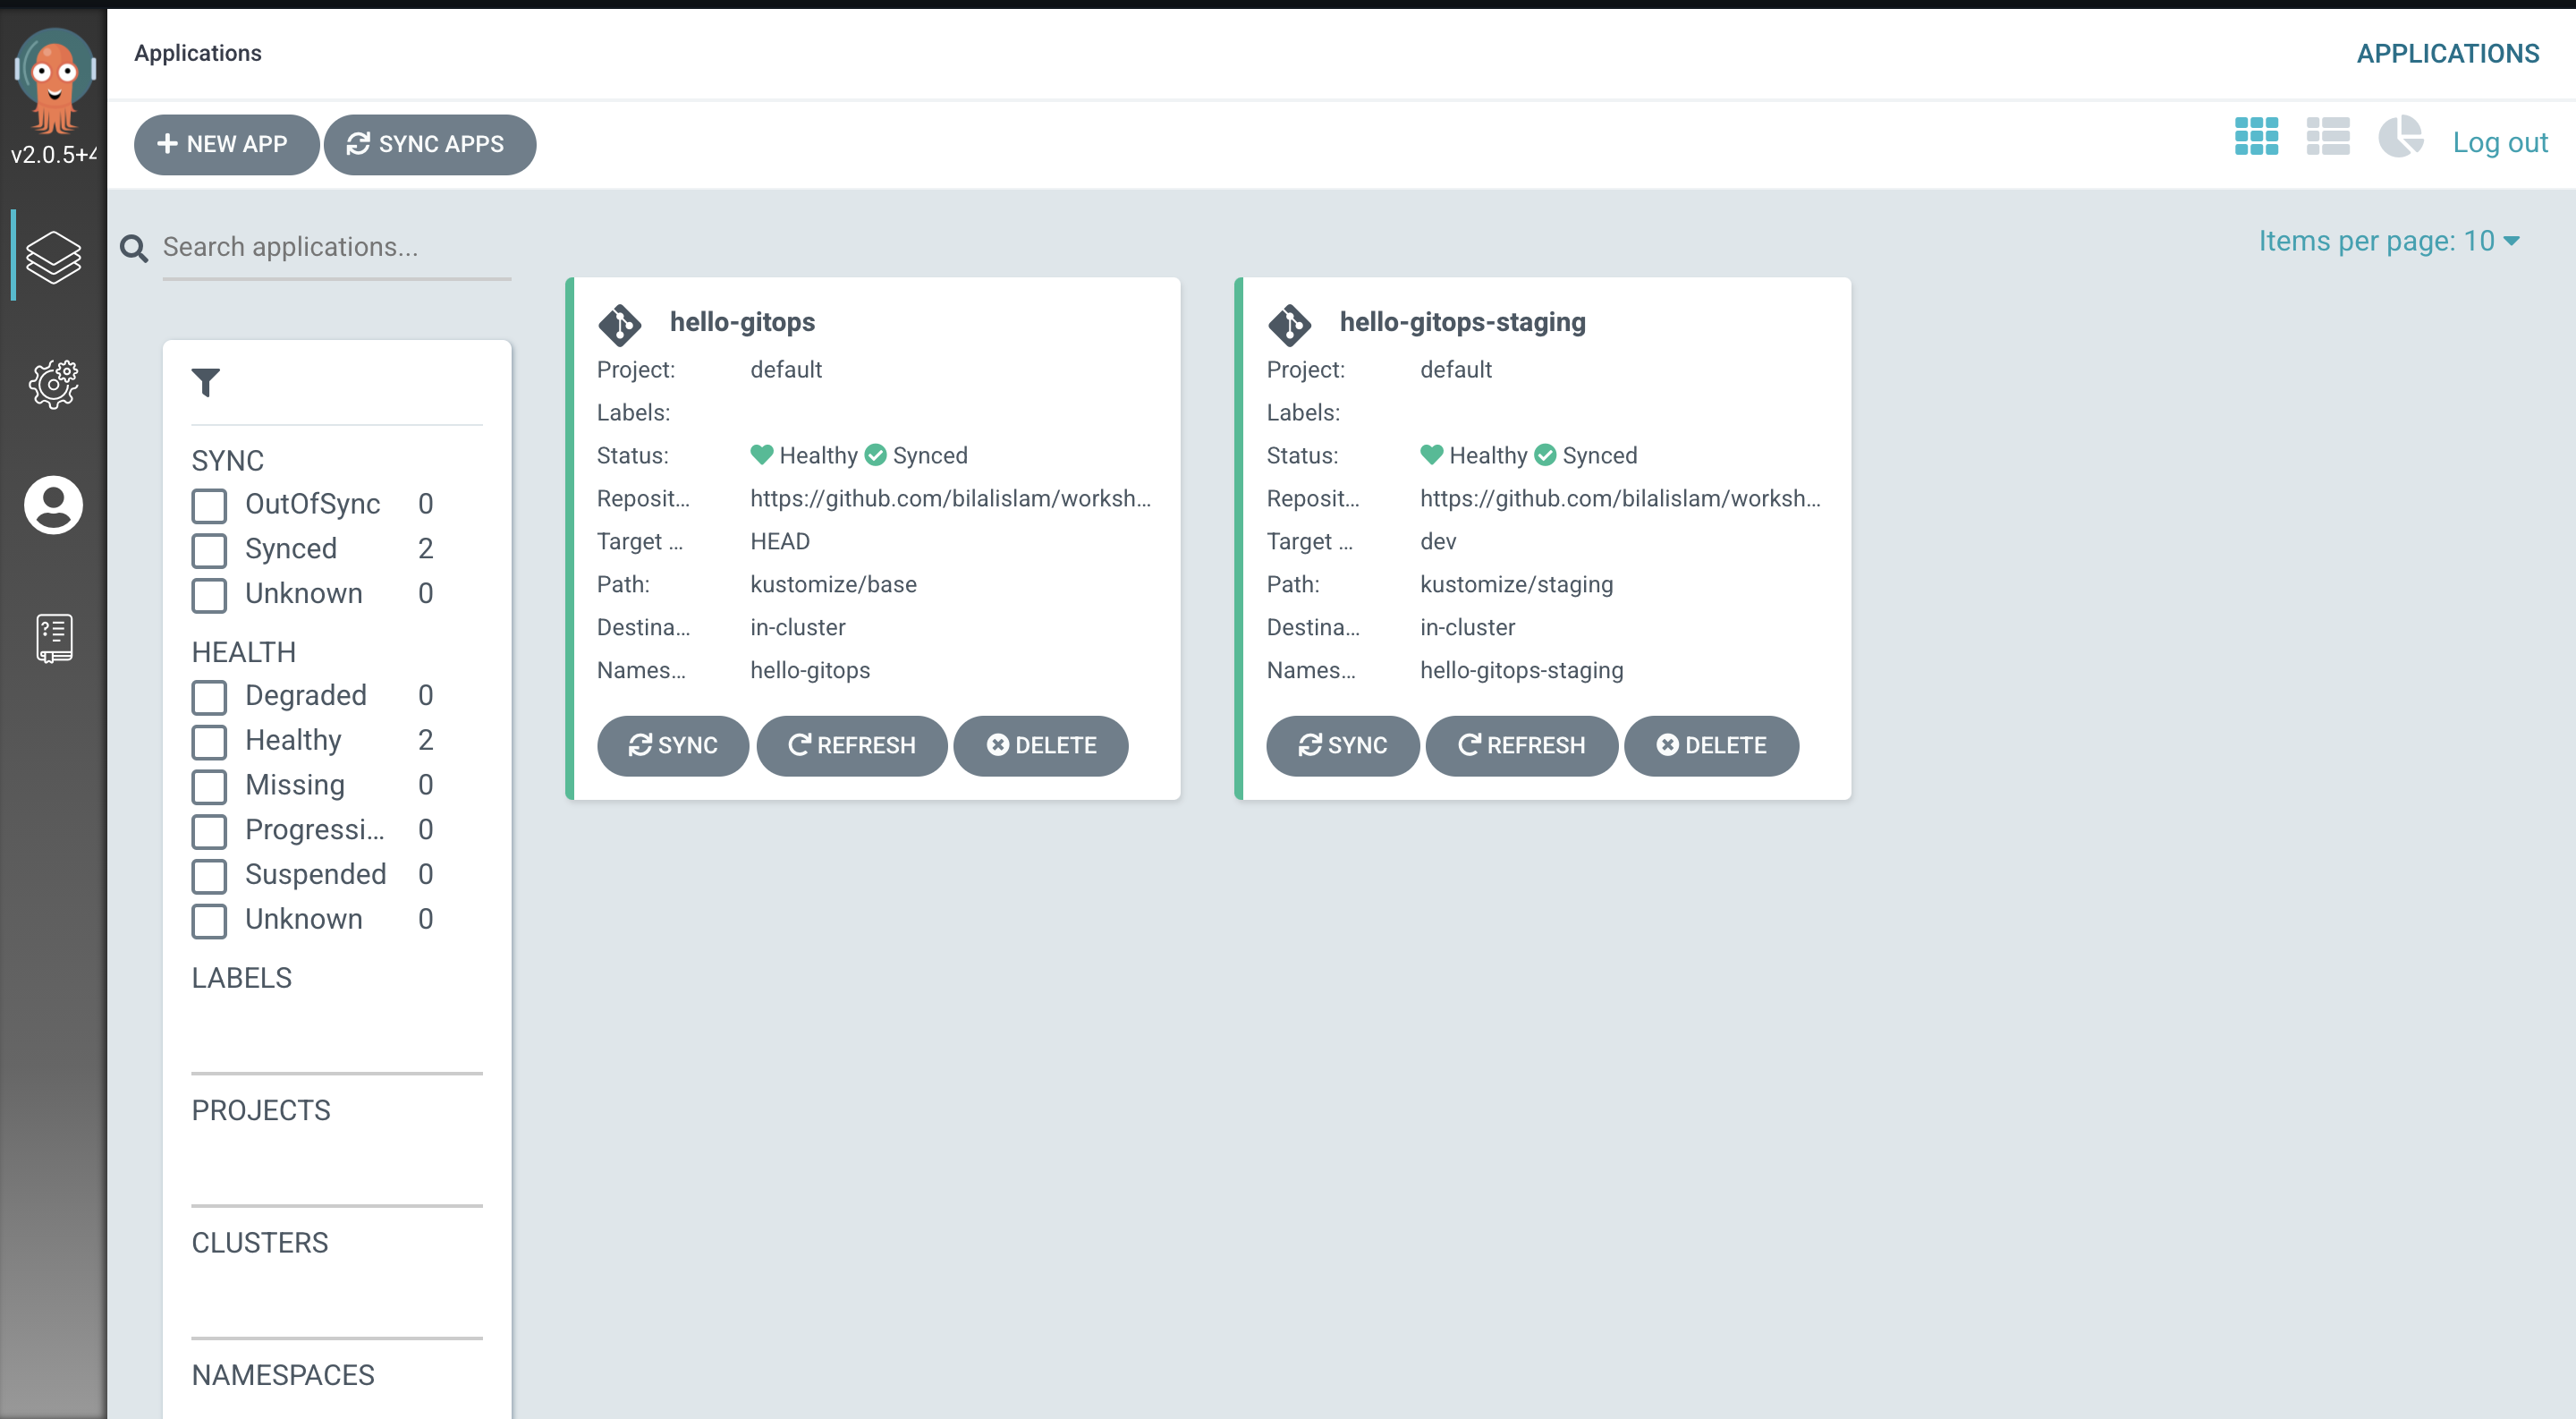 Applications
APPLICATIONS
v2.0.5+4
NEW APP
SYNC APPS
Log out
Search applications...
Items per page: 10
SYNC
OutOfSync 0
Synced 2
Unknown 0
HEALTH
Degraded 0
Healthy 2
Missing 0
Progressi... 0
Suspended 0
Unknown 0
LABELS
PROJECTS
CLUSTERS
NAMESPACES
hello-gitops
Project: default
Labels:
Status: Healthy Synced
Reposit... https://github.com/bilalislam/worksh...
Target ... HEAD
Path: kustomize/base
Destina... in-cluster
Names... hello-gitops
SYNC REFRESH DELETE
hello-gitops-staging
Project: default
Labels:
Status: Healthy Synced
Reposit... https://github.com/bilalislam/worksh...
Target ... dev
Path: kustomize/staging
Destina... in-cluster
Names... hello-gitops-staging
SYNC REFRESH DELETE